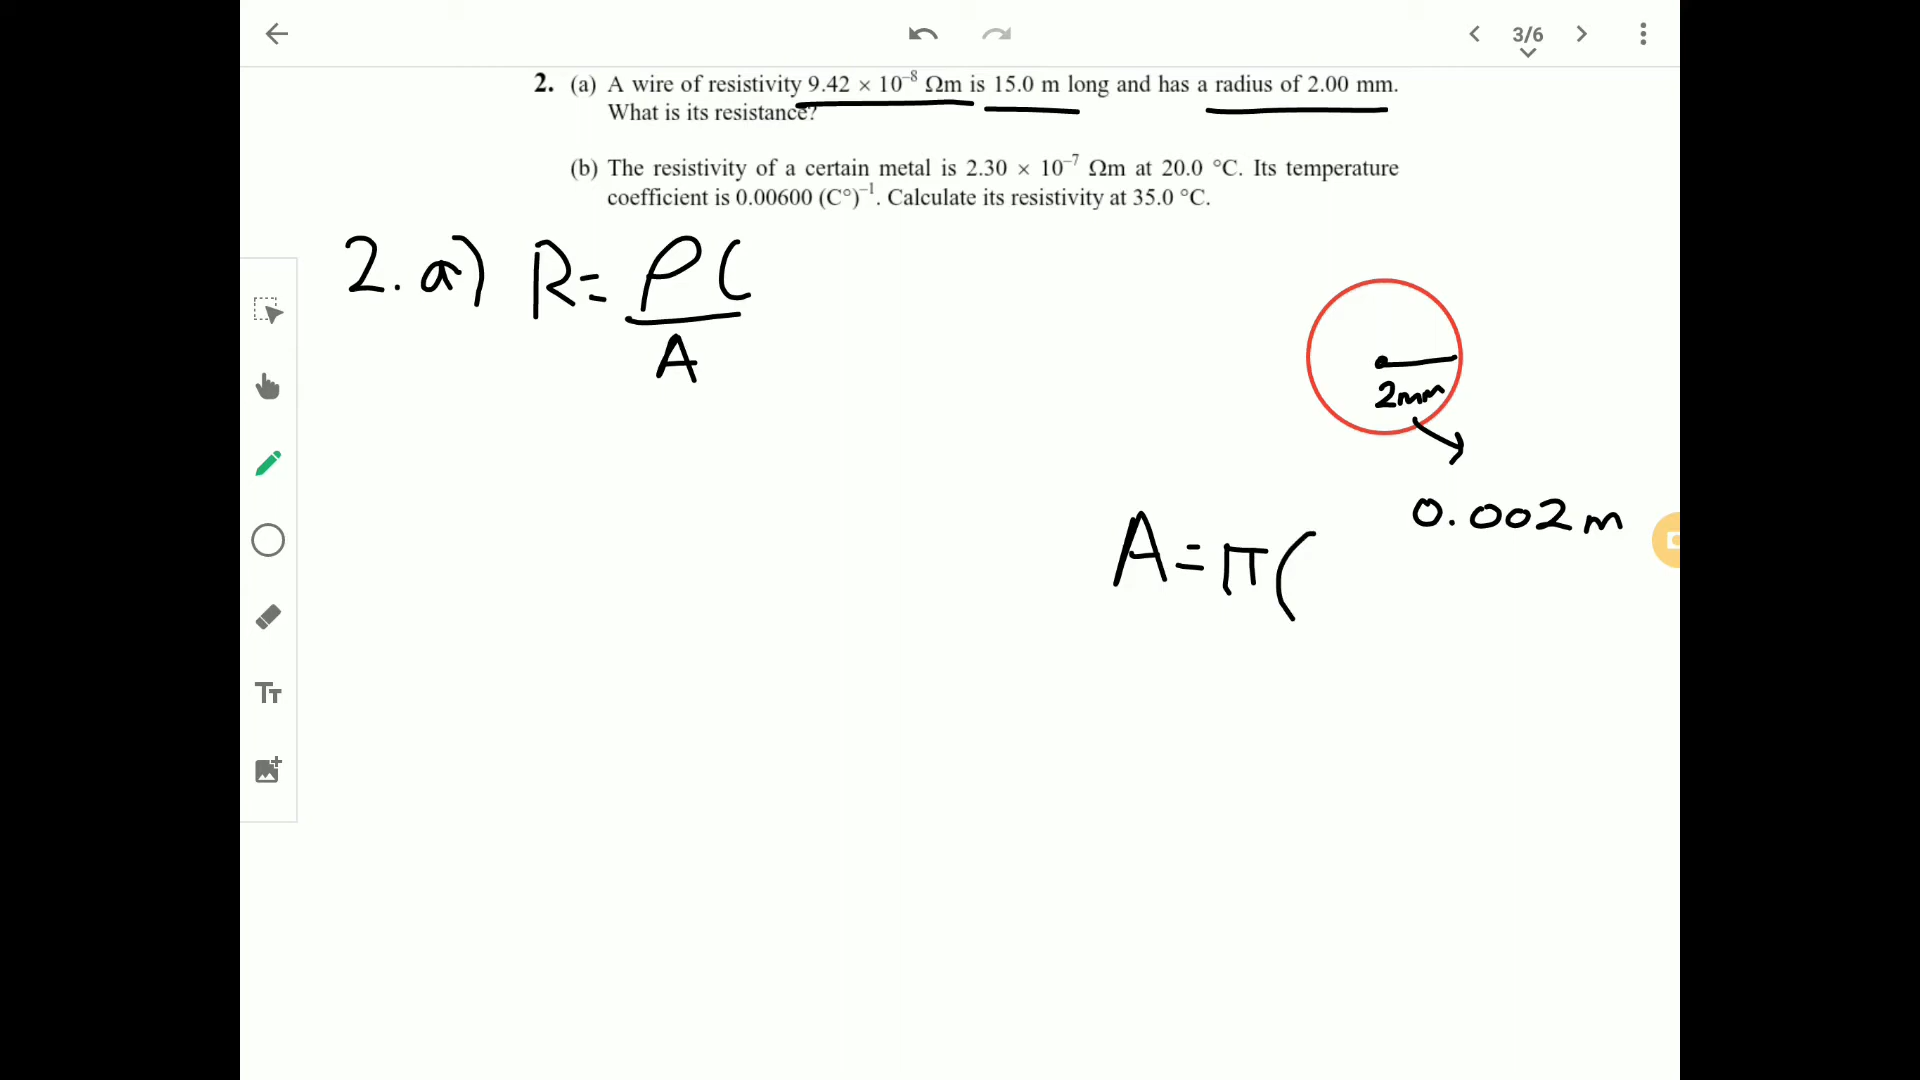 3/6
2. (a) A wire of resistivity 9.42 × 10⁻⁸ Ωm is 15.0 m long and has a radius of 2.00 mm.
What is its resistance?
(b) The resistivity of a certain metal is 2.30 × 10⁻⁷ Ωm at 20.0 °C. Its temperature
coefficient is 0.00600 (C°)⁻¹. Calculate its resistivity at 35.0 °C.
2. a) R = ρL
A
2mm
0.002 m
A = π(
Tт